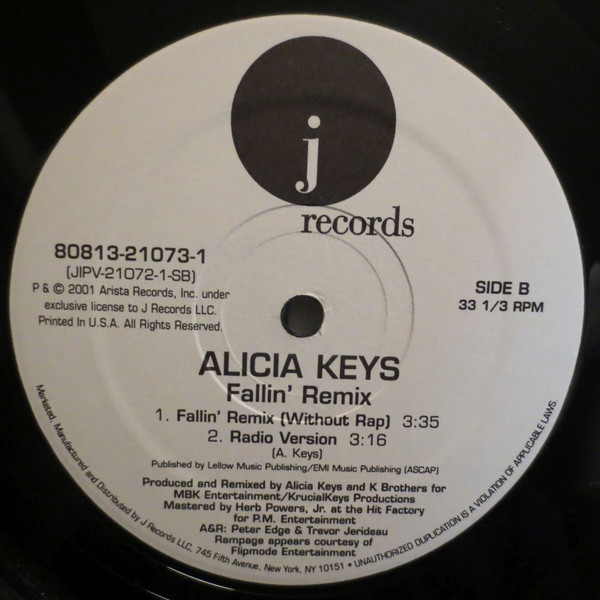 j
records
80813-21073-1
(JIPV-21072-1-SB)
P & © 2001 Arista Records, Inc. under
exclusive license to J Records LLC.
Printed in U.S.A. All Rights Reserved.
SIDE B
33 1/3 RPM
ALICIA KEYS
Fallin' Remix
1. Fallin' Remix (Without Rap) 3:35
2. Radio Version 3:16
(A. Keys)
Published by Lellow Music Publishing/EMI Music Publishing (ASCAP)
Produced and Remixed by Alicia Keys and K Brothers for
MBK Entertainment/KrucialKeys Productions
Mastered by Herb Powers, Jr. at the Hit Factory
for P.M. Entertainment
A&R: Peter Edge & Trevor Jerideau
Rampage appears courtesy of
Flipmode Entertainment
Marketed, Manufactured and Distributed by J Records LLC, 745 Fifth Avenue, New York, NY 10151 • UNAUTHORIZED DUPLICATION IS A VIOLATION OF APPLICABLE LAWS.